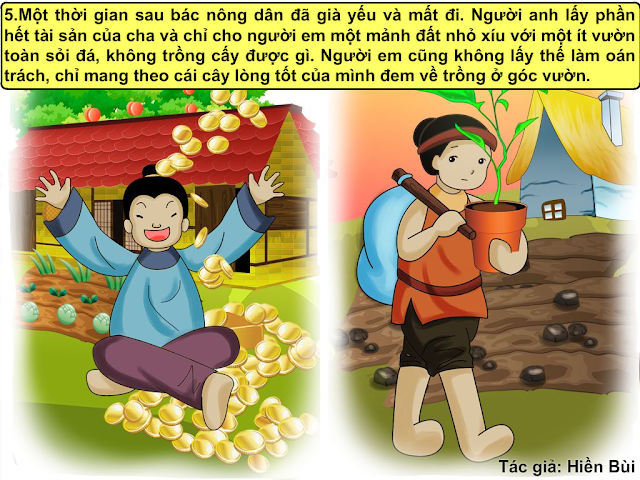 5.Một thời gian sau bác nông dân đã già yếu và mất đi. Người anh lấy phần
hết tài sản của cha và chỉ cho người em một mảnh đất nhỏ xíu với một ít vườn
toàn sỏi đá, không trồng cấy được gì. Người em cũng không lấy thế làm oán
trách, chỉ mang theo cái cây lòng tốt của mình đem về trồng ở góc vườn.
Tác giả: Hiền Bùi